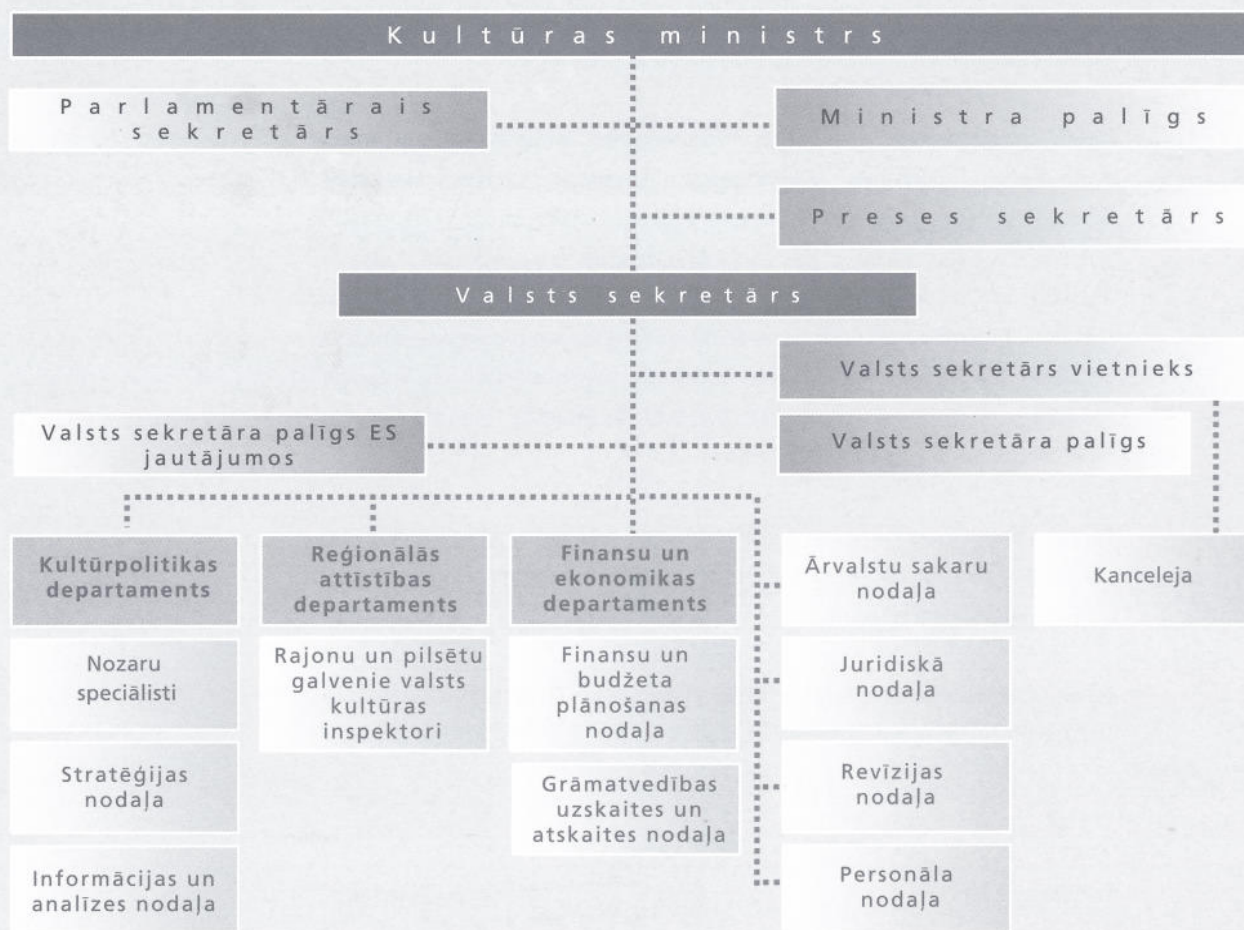 Kultūras ministrs
Parlamentārais
sekretārs
Ministra palīgs
Preses sekretārs
Valsts sekretārs
Valsts sekretārs vietnieks
Valsts sekretāra palīgs ES
jautājumos
Valsts sekretāra palīgs
Kultūrpolitikas
departaments
Reģionālās
attīstības
departaments
Finansu un
ekonomikas
departaments
Ārvalstu sakaru
nodaļa
Kanceleja
Nozaru
speciālisti
Rajonu un pilsētu
galvenie valsts
kultūras
inspektori
Finansu un
budžeta
plānošanas
nodaļa
Juridiskā
nodaļa
Stratēģijas
nodaļa
Grāmatvedības
uzskaites un
atskaites nodaļa
Revīzijas
nodaļa
Informācijas un
analīzes nodaļa
Personāla
nodaļa